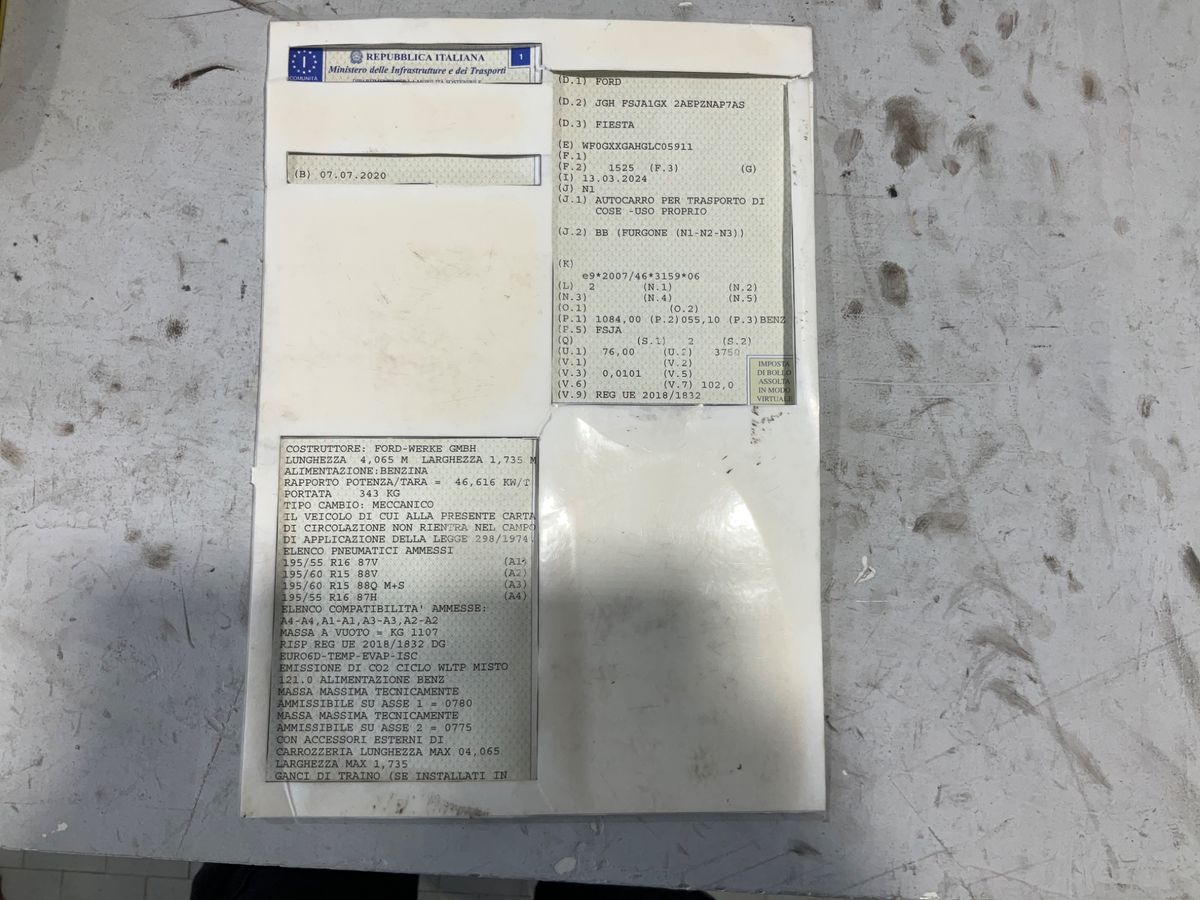 I
COMUNITÀ
REPUBBLICA ITALIANA
1
Ministero delle Infrastrutture e dei Trasporti
(B) 07.07.2020
COSTRUTTORE: FORD-WERKE GMBH
LUNGHEZZA 4,065 M LARGHEZZA 1,735 M
ALIMENTAZIONE:BENZINA
RAPPORTO POTENZA/TARA = 46,616 KW/T
PORTATA 343 KG
TIPO CAMBIO: MECCANICO
IL VEICOLO DI CUI ALLA PRESENTE CARTA
DI CIRCOLAZIONE NON RIENTRA NEL CAMPO
DI APPLICAZIONE DELLA LEGGE 298/1974.
ELENCO PNEUMATICI AMMESSI
195/55 R16 87V (A1)
195/60 R15 88V (A2)
195/60 R15 88Q M+S (A3)
195/55 R16 87H (A4)
ELENCO COMPATIBILITA' AMMESSE:
A4-A4,A1-A1,A3-A3,A2-A2
MASSA A VUOTO = KG 1107
RISP REG UE 2018/1832 DG
EURO6D-TEMP-EVAP-ISC
EMISSIONE DI CO2 CICLO WLTP MISTO
121.0 ALIMENTAZIONE BENZ
MASSA MASSIMA TECNICAMENTE
AMMISSIBILE SU ASSE 1 = 0780
MASSA MASSIMA TECNICAMENTE
AMMISSIBILE SU ASSE 2 = 0775
CON ACCESSORI ESTERNI DI
CARROZZERIA LUNGHEZZA MAX 04,065
LARGHEZZA MAX 1,735
GANCI DI TRAINO (SE INSTALLATI IN
(D.1) FORD
(D.2) JGH FSJA1GX 2AEPZNAP7AS
(D.3) FIESTA
(E) WF0GXXGAHGLC05911
(F.1)
(F.2) 1525 (F.3) (G)
(I) 13.03.2024
(J) N1
(J.1) AUTOCARRO PER TRASPORTO DI
COSE -USO PROPRIO
(J.2) BB (FURGONE (N1-N2-N3))
(K)
e9*2007/46*3159*06
(L) 2 (N.1) (N.2)
(N.3) (N.4) (N.5)
(O.1) (O.2)
(P.1) 1084,00 (P.2)055,10 (P.3)BENZ
(P.5) FSJA
(Q) (S.1) 2 (S.2)
(U.1) 76,00 (U.2) 3750
(V.1) (V.2)
(V.3) 0,0101 (V.5)
(V.6) (V.7) 102,0
(V.9) REG UE 2018/1832
IMPOSTA
DI BOLLO
ASSOLTA
IN MODO
VIRTUALE